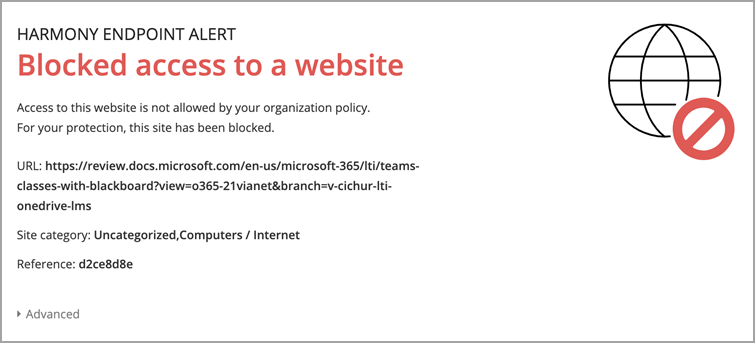 HARMONY ENDPOINT ALERT
Blocked access to a website
Access to this website is not allowed by your organization policy.
For your protection, this site has been blocked.
URL: https://review.docs.microsoft.com/en-us/microsoft-365/lti/teams-
classes-with-blackboard?view=o365-21vianet&branch=v-cichur-lti-
onedrive-lms
Site category: Uncategorized,Computers / Internet
Reference: d2ce8d8e
Advanced